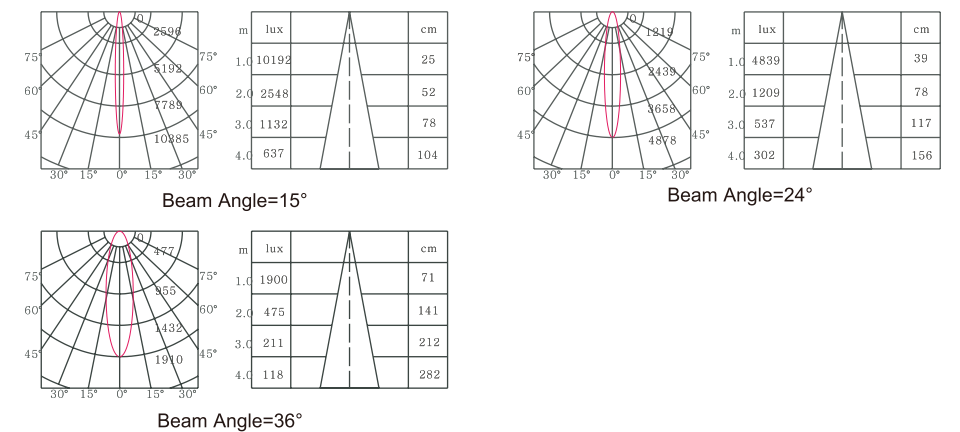 0
2596
5192
7789
10385
75° 75°
60° 60°
45° 45°
30° 15° 0° 15° 30°
m lux cm
1.0 10192 25
2.0 2548 52
3.0 1132 78
4.0 637 104
Beam Angle=15°
0
1219
2439
3658
4878
75° 75°
60° 60°
45° 45°
30° 15° 0° 15° 30°
m lux cm
1.0 4839 39
2.0 1209 78
3.0 537 117
4.0 302 156
Beam Angle=24°
0
477
955
1432
1910
75° 75°
60° 60°
45° 45°
30° 15° 0° 15° 30°
m lux cm
1.0 1900 71
2.0 475 141
3.0 211 212
4.0 118 282
Beam Angle=36°